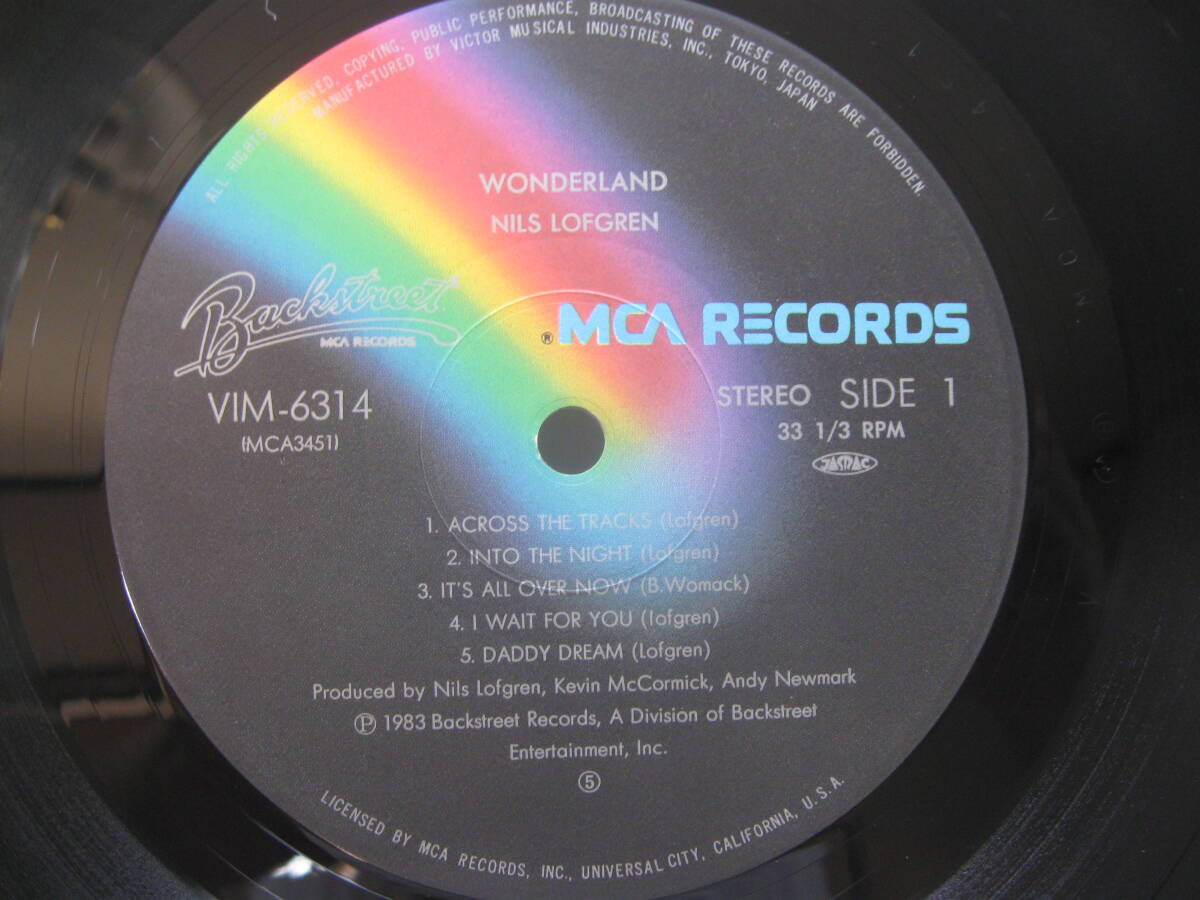 ALL RIGHTS RESERVED, COPYING, PUBLIC PERFORMANCE, BROADCASTING OF THESE RECORDS ARE FORBIDDEN.
MANUFACTURED BY VICTOR MUSICAL INDUSTRIES, INC., TOKYO, JAPAN
WONDERLAND
NILS LOFGREN
Backstreet
MCA RECORDS
® MCA RECORDS
VIM-6314
(MCA3451)
STEREO SIDE 1
33 1/3 RPM
JASRAC
1. ACROSS THE TRACKS (Lofgren)
2. INTO THE NIGHT (Lofgren)
3. IT'S ALL OVER NOW (B.Womack)
4. I WAIT FOR YOU (lofgren)
5. DADDY DREAM (Lofgren)
Produced by Nils Lofgren, Kevin McCormick, Andy Newmark
℗ 1983 Backstreet Records, A Division of Backstreet
Entertainment, Inc.
⑤
LICENSED BY MCA RECORDS, INC., UNIVERSAL CITY, CALIFORNIA, U.S.A.